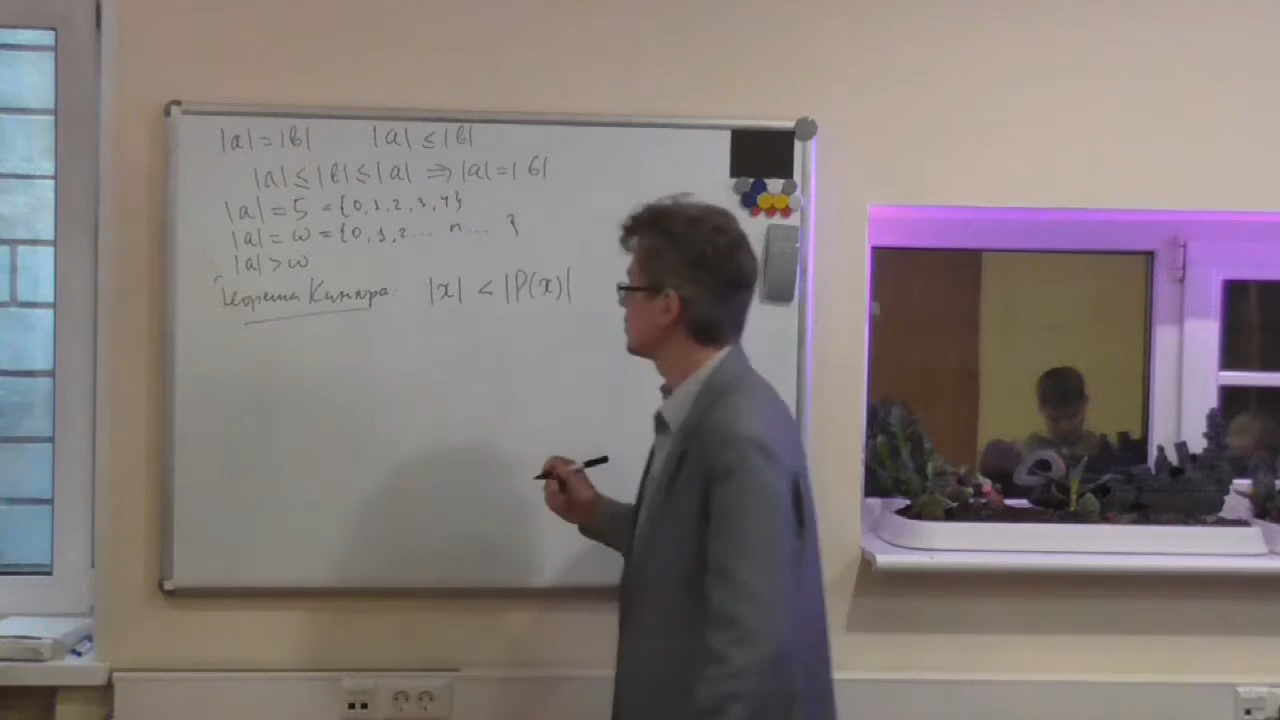 |a| = |b| |a| ≤ |b|
|a| ≤ |b| ≤ |a| ⇒ |a| = |b|
|a| = 5 = {0, 1, 2, 3, 4}
|a| = ω = {0, 1, 2 ... n ... }
|a| > ω
Теорема Кантора: |x| < |P(x)|